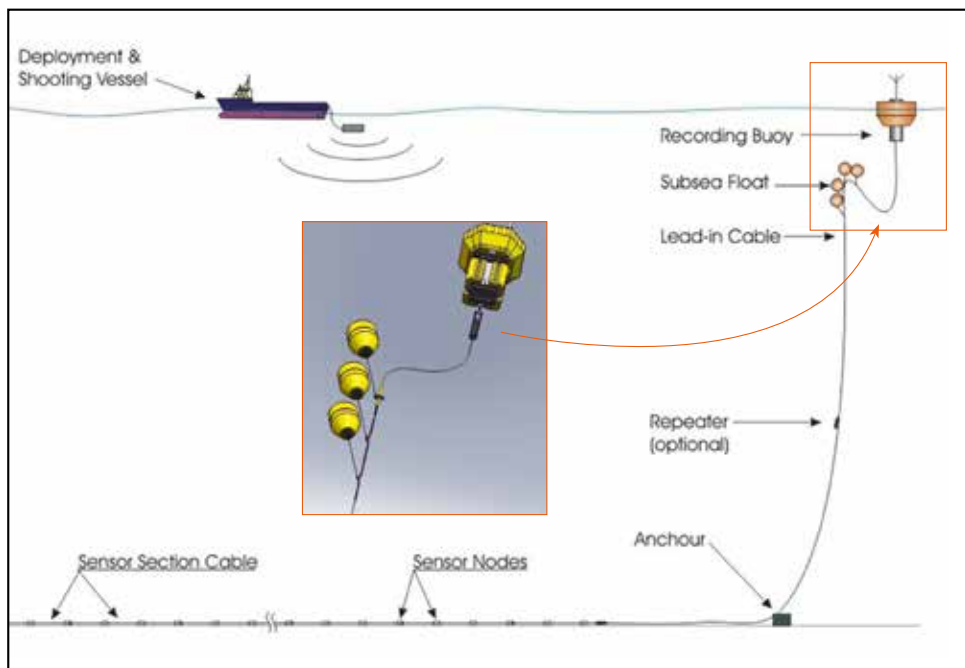 Deployment &
Shooting Vessel
Recording Buoy
Subsea Float
Lead-in Cable
Repeater
(optional)
Anchour
Sensor Section Cable
Sensor Nodes